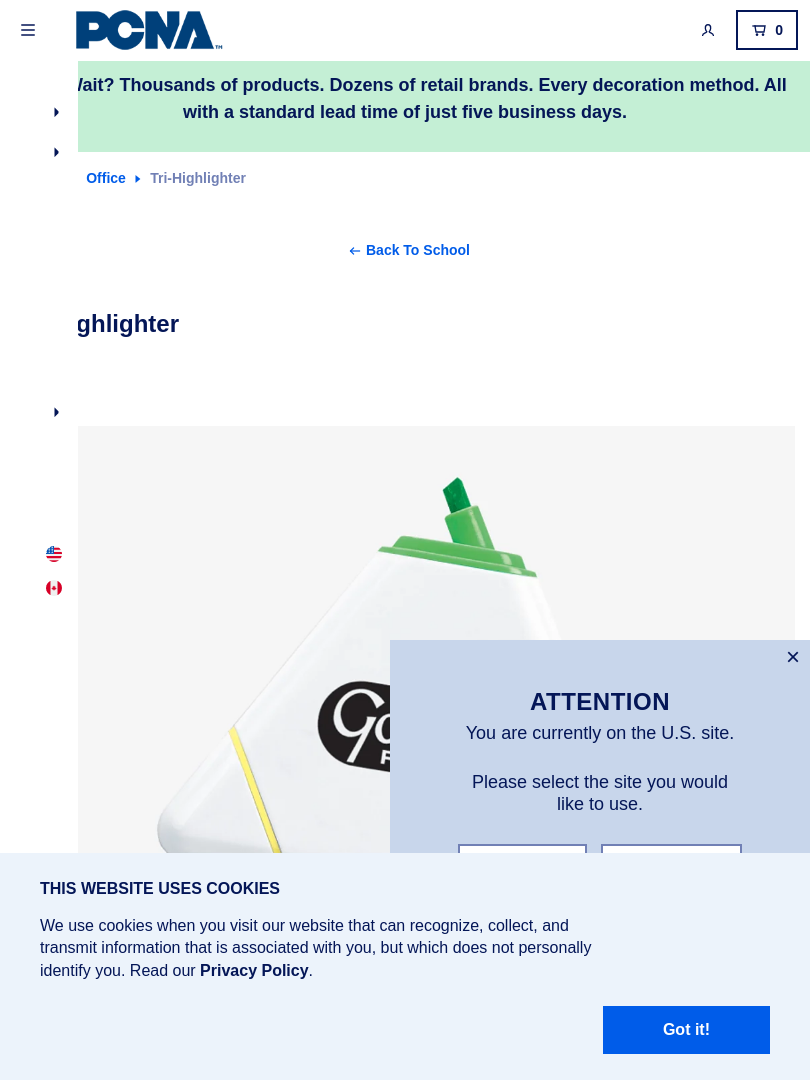 PCNA™
0
Wait? Thousands of products. Dozens of retail brands. Every decoration method. All
with a standard lead time of just five business days.
Office
Tri-Highlighter
Back To School
ghlighter
ATTENTION
You are currently on the U.S. site.
Please select the site you would
like to use.
THIS WEBSITE USES COOKIES
We use cookies when you visit our website that can recognize, collect, and
transmit information that is associated with you, but which does not personally
identify you. Read our Privacy Policy.
Got it!